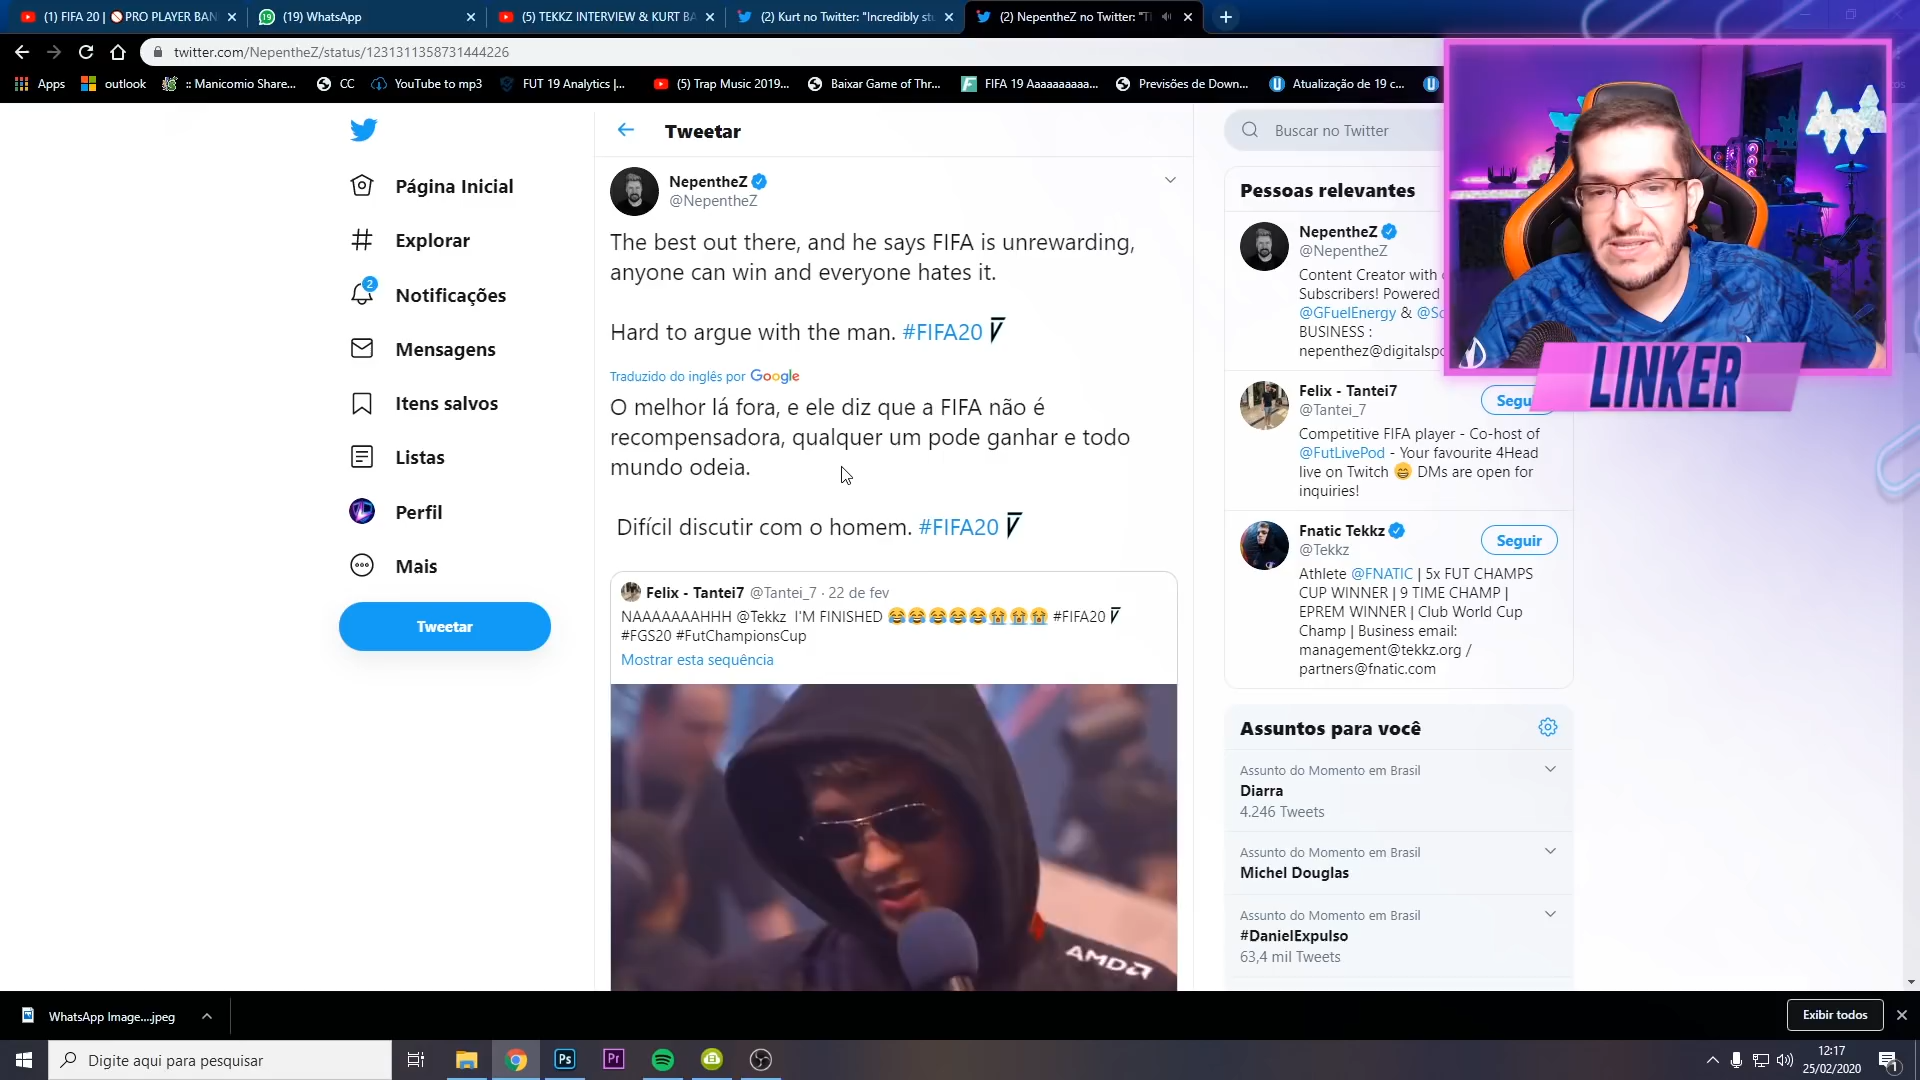 (1) FIFA 20 | 🚫PRO PLAYER BAN
(19) WhatsApp
(5) TEKKZ INTERVIEW & KURT BA
(2) Kurt no Twitter: "Incredibly stu
(2) NepentheZ no Twitter: "T
twitter.com/NepentheZ/status/1231311358731444226
Apps
outlook
:: Manicomio Share...
CC
YouTube to mp3
FUT 19 Analytics |...
(5) Trap Music 2019...
Baixar Game of Thr...
FIFA 19 Aaaaaaaaaa...
Previsões de Down...
Atualização de 19 c...
Página Inicial
Explorar
2
Notificações
Mensagens
Itens salvos
Listas
Perfil
Mais
Tweetar
Tweetar
NepentheZ
@NepentheZ
The best out there, and he says FIFA is unrewarding,
anyone can win and everyone hates it.
Hard to argue with the man. #FIFA20
Traduzido do inglês por Google
O melhor lá fora, e ele diz que a FIFA não é
recompensadora, qualquer um pode ganhar e todo
mundo odeia.
Difícil discutir com o homem. #FIFA20
Felix - Tantei7 @Tantei_7 · 22 de fev
NAAAAAAAHHH @Tekkz I'M FINISHED 😂😂😂😂😂😭😭😭 #FIFA20
#FGS20 #FutChampionsCup
Mostrar esta sequência
AMD
Buscar no Twitter
Pessoas relevantes
NepentheZ
@NepentheZ
Content Creator with
Subscribers! Powered
@GFuelEnergy &
BUSINESS :
Felix - Tantei7
@Tantei_7
Competitive FIFA player - Co-host of
@FutLivePod - Your favourite 4Head
live on Twitch 😁 DMs are open for
inquiries!
Fnatic Tekkz
@Tekkz
Seguir
Athlete @FNATIC | 5x FUT CHAMPS
CUP WINNER | 9 TIME CHAMP |
EPREM WINNER | Club World Cup
Champ | Business email:
management@tekkz.org /
partners@fnatic.com
Assuntos para você
Assunto do Momento em Brasil
Diarra
4.246 Tweets
Assunto do Momento em Brasil
Michel Douglas
Assunto do Momento em Brasil
#DanielExpulso
63,4 mil Tweets
LINKER
WhatsApp Image....jpeg
Exibir todos
Digite aqui para pesquisar
Ps
Pr
12:17
25/02/2020
1